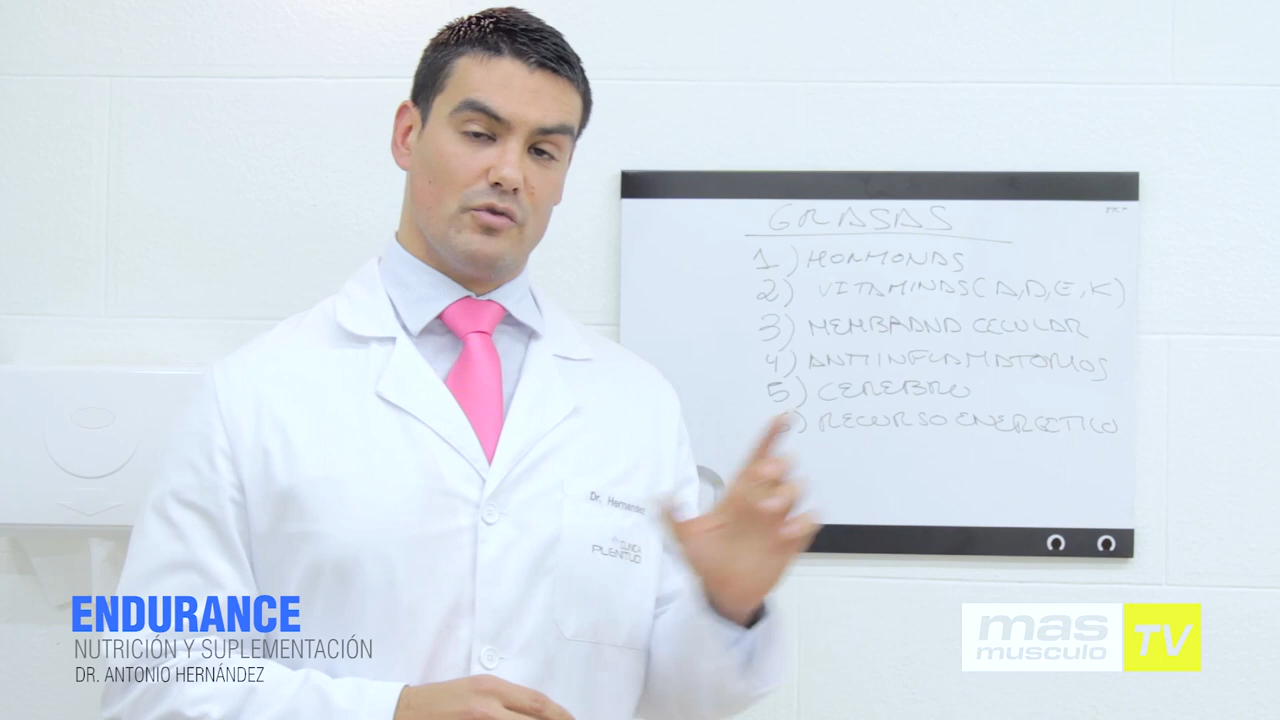 GRASAS
1) HORMONAS
2) VITAMINAS (A, D, E, K)
3) MEMBRANA CELULAR
4) ANTIINFLAMATORIOS
5) CEREBRO
6) RECURSO ENERGETICO
Dr. Hernandez
CLINICA
PLENITUD
ENDURANCE
NUTRICIÓN Y SUPLEMENTACIÓN
DR. ANTONIO HERNÁNDEZ
mas
musculo
TV